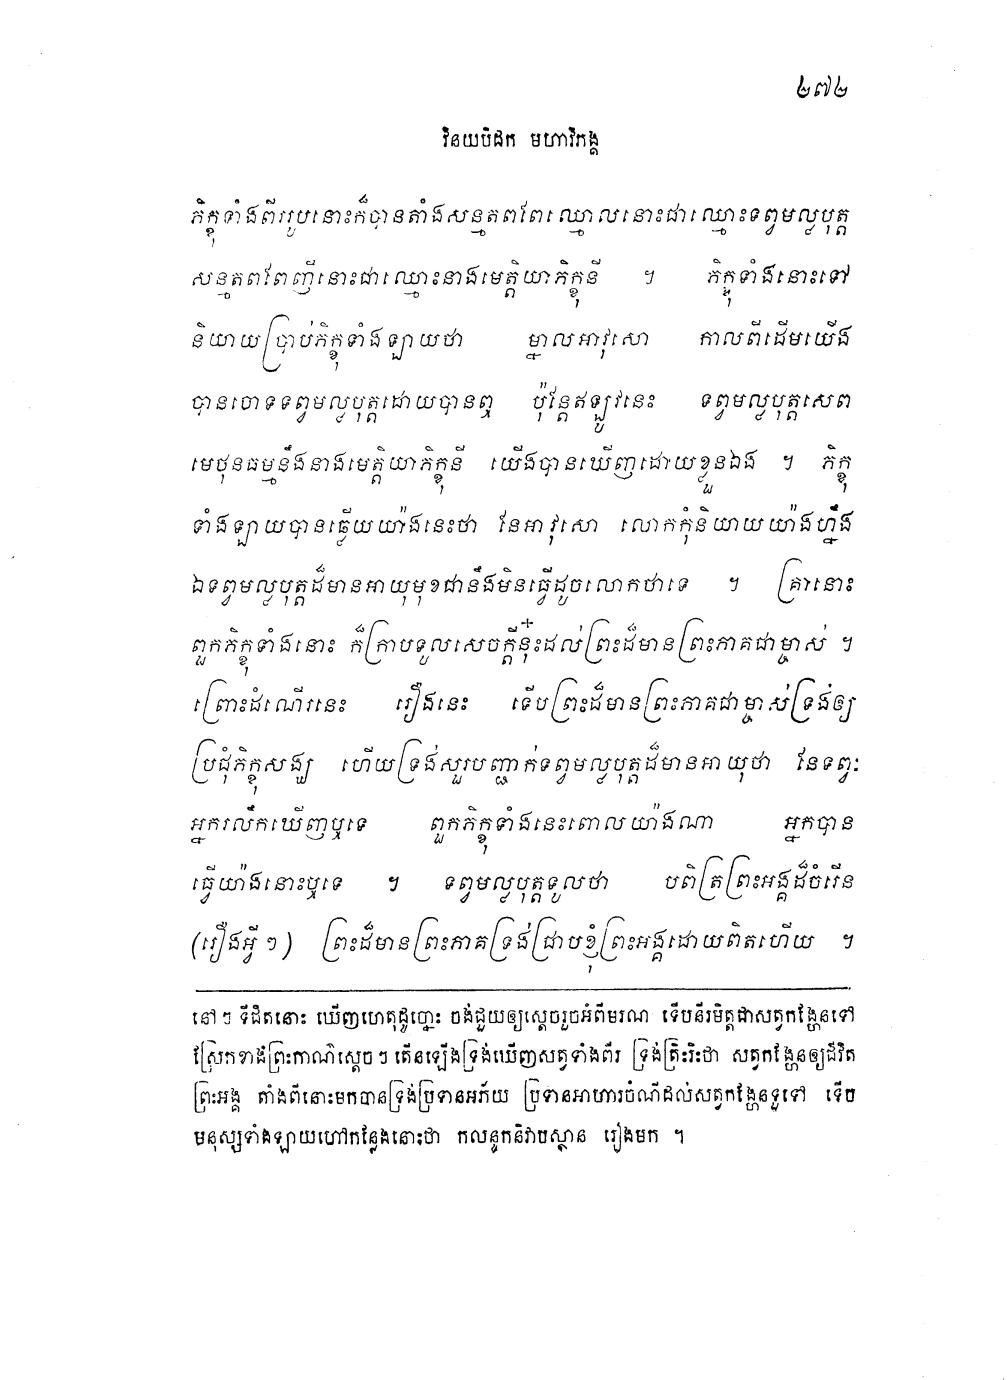 ២៧២
វិនយបិដក មហាវិភង្គ
ភិក្ខុទាំងពីររូបនោះក៏បានតាំងសន្មតពពែឈ្មោលនោះជាឈ្មោះទព្វមល្លបុត្ត
សន្មតពពែញីនោះជាឈ្មោះនាងមេត្តិយាភិក្ខុនី ។ ភិក្ខុទាំងនោះទៅ
និយាយប្រាប់ភិក្ខុទាំងឡាយថា ម្នាលអាវុសោ កាលពីដើមយើង
បានចោទទព្វមល្លបុត្តដោយបានឮ ប៉ុន្តែឥឡូវនេះ ទព្វមល្លបុត្តសេព
មេថុនធម្មនឹងនាងមេត្តិយាភិក្ខុនី យើងបានឃើញដោយខ្លួនឯង ។ ភិក្ខុ
ទាំងឡាយបានឆ្លើយយ៉ាងនេះថា នែអាវុសោ លោកកុំនិយាយយ៉ាងហ្នឹង
ឯទព្វមល្លបុត្តដ៏មានអាយុមុខជានឹងមិនធ្វើដូចលោកថាទេ ។ គ្រានោះ
ពួកភិក្ខុទាំងនោះ ក៏ក្រាបទូលសេចក្តីនុ៎ះដល់ព្រះដ៏មានព្រះភាគជាម្ចាស់ ។
ព្រោះដំណើរនេះ រឿងនេះ ទើបព្រះដ៏មានព្រះភាគជាម្ចាស់ទ្រង់ឲ្យ
ប្រជុំភិក្ខុសង្ឃ ហើយទ្រង់សួរបញ្ជាក់ទព្វមល្លបុត្តដ៏មានអាយុថា នែទព្វៈ
អ្នករលឹកឃើញឬទេ ពួកភិក្ខុទាំងនេះពោលយ៉ាងណា អ្នកបាន
ធ្វើយ៉ាងនោះឬទេ ។ ទព្វមល្លបុត្តទូលថា បពិត្រព្រះអង្គដ៏ចំរើន
(រឿងអ្វី ៗ) ព្រះដ៏មានព្រះភាគទ្រង់ជ្រាបខ្ញុំព្រះអង្គដោយពិតហើយ ។
នៅ ៗ ទីជិតនោះ ឃើញហេតុដូច្នោះ ចង់ជួយឲ្យស្តេចរួចអំពីមរណ ទើបនីរមិត្តជាសត្វកង្ហែនទៅ
ស្រែកខាងព្រះកាណ៌ស្តេច ៗ តើនឡើងទ្រង់ឃើញសត្វទាំងពីរ ទ្រង់ត្រិះរិះថា សត្វកង្ហែនឲ្យជីវិត
ព្រះអង្គ តាំងពីនោះមកបានទ្រង់ប្រទានអភ័យ ប្រទានអាហារចំណីដល់សត្វកង្ហែនទួទៅ ទើប
មនុស្សទាំងឡាយហៅកន្លែងនោះថា កលន្ទកនិវាបស្ថាន រៀងមក ។